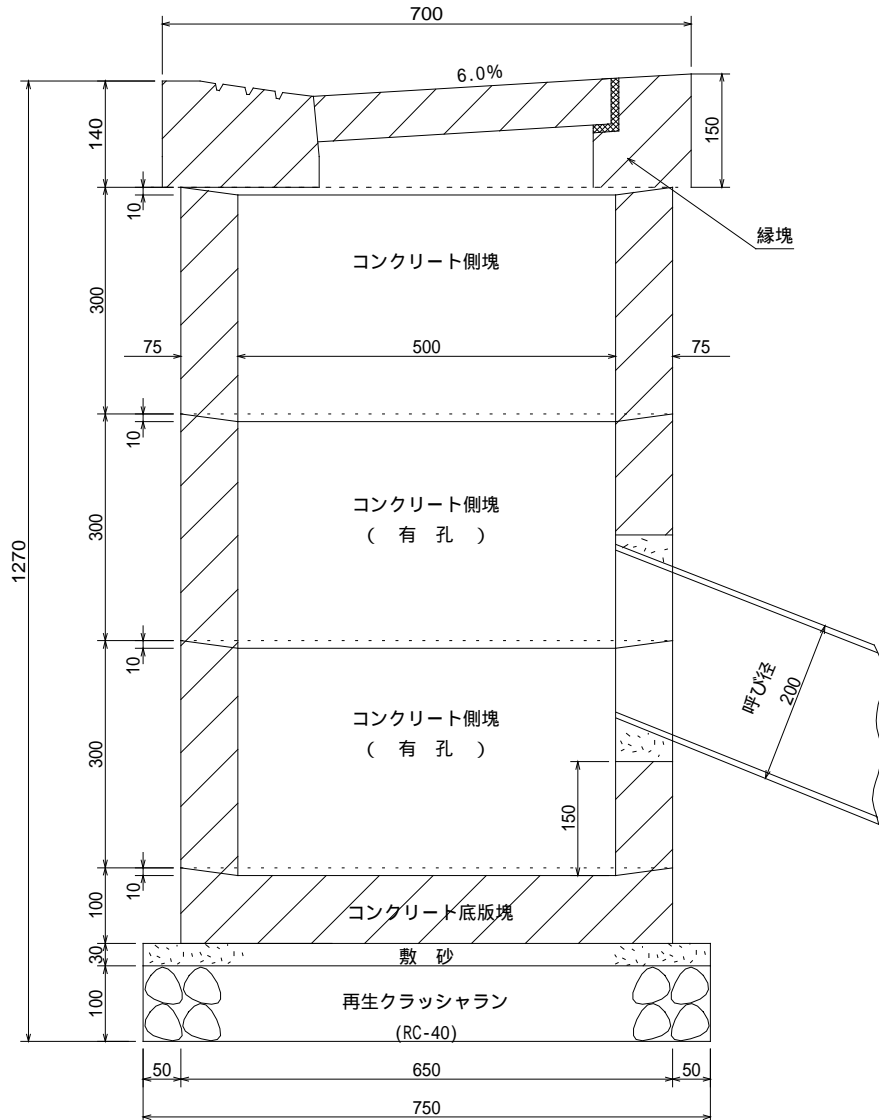 700
6.0%
140
150
10
縁塊
コンクリート側塊
300
75
500
75
10
コンクリート側塊
( 有 孔 )
300
1270
10
呼び径
200
コンクリート側塊
( 有 孔 )
300
150
10
100
コンクリート底版塊
30
敷 砂
100
再生クラッシャラン
(RC-40)
50
650
50
750